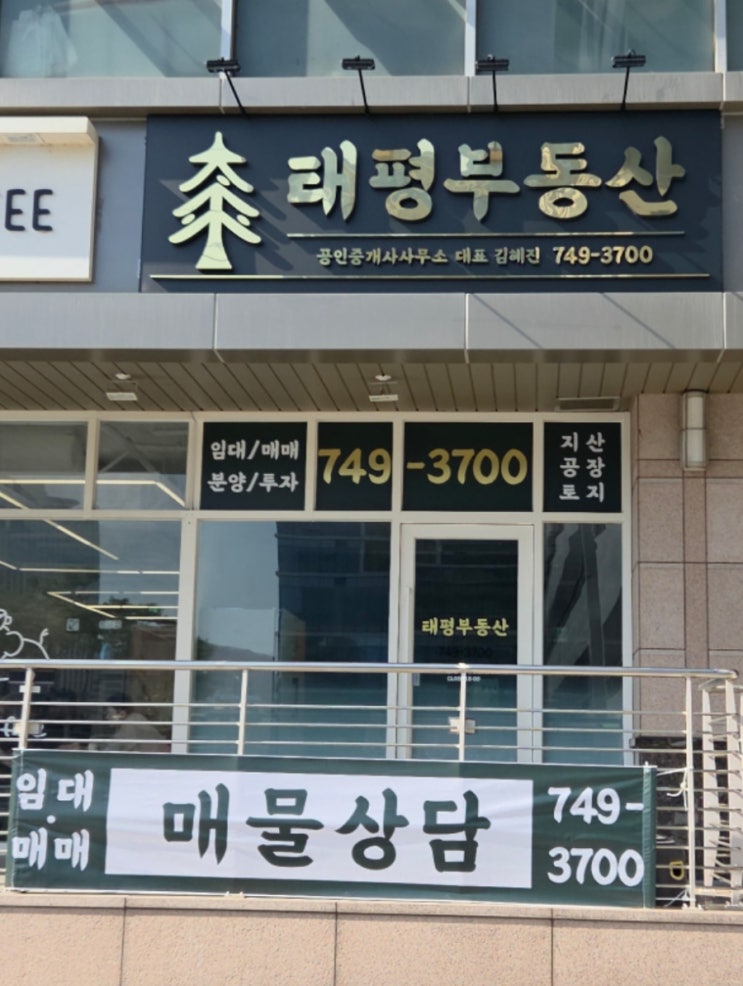 EE
태평부동산
공인중개사사무소 대표 김혜진 749-3700
임대/매매
분양/투자
749-3700
지산
공장
토지
태평부동산
749-3700
임대·매매
매물상담
749-
3700